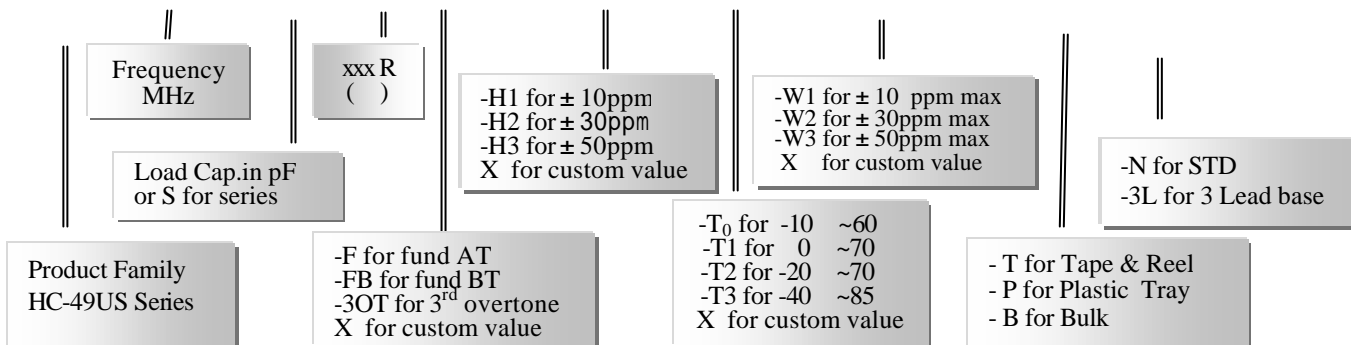 Frequency
MHz
xxx R
( )
-H1 for ± 10ppm
-H2 for ± 30ppm
-H3 for ± 50ppm
X for custom value
-W1 for ± 10 ppm max
-W2 for ± 30ppm max
-W3 for ± 50ppm max
X for custom value
Load Cap.in pF
or S for series
-N for STD
-3L for 3 Lead base
Product Family
HC-49US Series
-F for fund AT
-FB for fund BT
-3OT for 3rd overtone
X for custom value
-T0 for -10 ~60
-T1 for 0 ~70
-T2 for -20 ~70
-T3 for -40 ~85
X for custom value
- T for Tape & Reel
- P for Plastic Tray
- B for Bulk